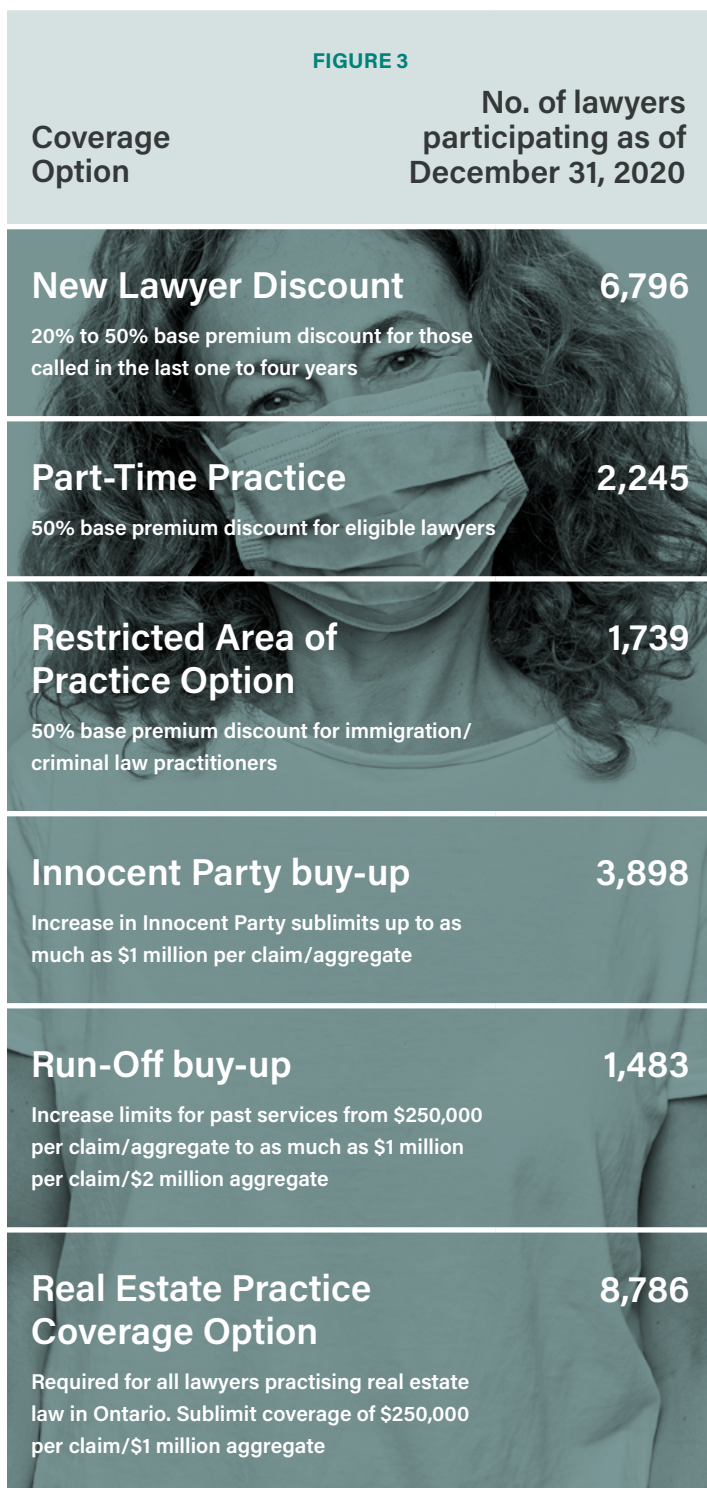 FIGURE 3
Coverage
Option
No. of lawyers
participating as of
December 31, 2020
New Lawyer Discount 6,796
20% to 50% base premium discount for those
called in the last one to four years
Part-Time Practice 2,245
50% base premium discount for eligible lawyers
Restricted Area of 1,739
Practice Option
50% base premium discount for immigration/
criminal law practitioners
Innocent Party buy-up 3,898
Increase in Innocent Party sublimits up to as
much as $1 million per claim/aggregate
Run-Off buy-up 1,483
Increase limits for past services from $250,000
per claim/aggregate to as much as $1 million
per claim/$2 million aggregate
Real Estate Practice 8,786
Coverage Option
Required for all lawyers practising real estate
law in Ontario. Sublimit coverage of $250,000
per claim/$1 million aggregate